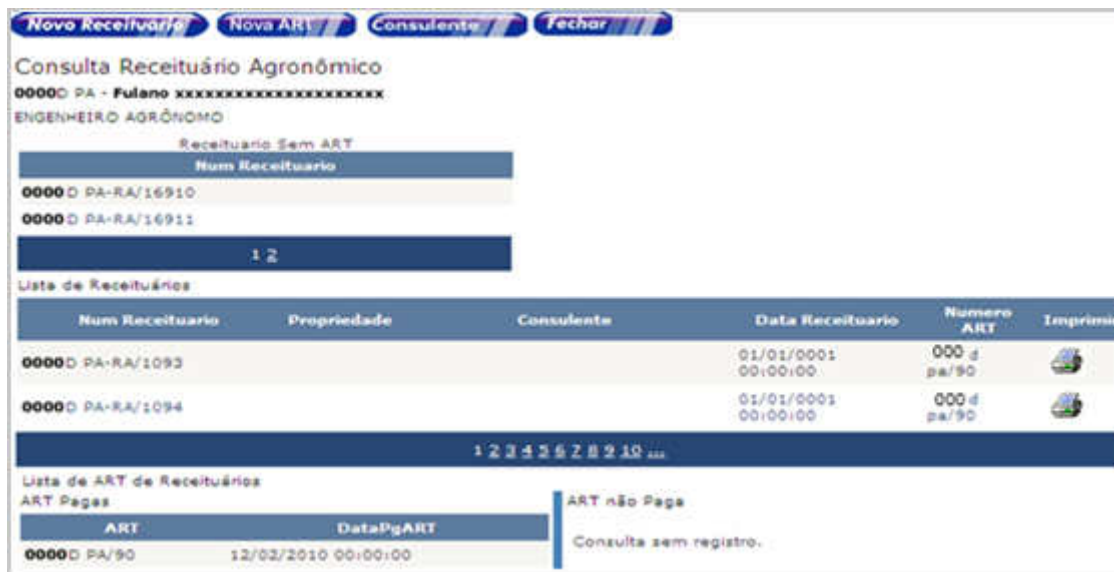 Novo Receituário Nova ART Consulente Fechar
Consulta Receituário Agronômico
0000D PA - Fulano xxxxxxxxxxxxxxxxxxxxxx
ENGENHEIRO AGRÔNOMO
Receituario Sem ART
Num Receituario
0000D PA-RA/16910
0000D PA-RA/16911
1 2
Lista de Receituários
Num Receituario Propriedade Consulente Data Receituario Numero ART Imprimir
0000D PA-RA/1093 01/01/0001 00:00:00 000 d pa/90
0000D PA-RA/1094 01/01/0001 00:00:00 000 d pa/90
1 2 3 4 5 6 7 8 9 10 ...
Lista de ART de Receituários
ART Pagas
ART DataPgART
0000D PA/90 12/02/2010 00:00:00
ART não Paga
Consulta sem registro.